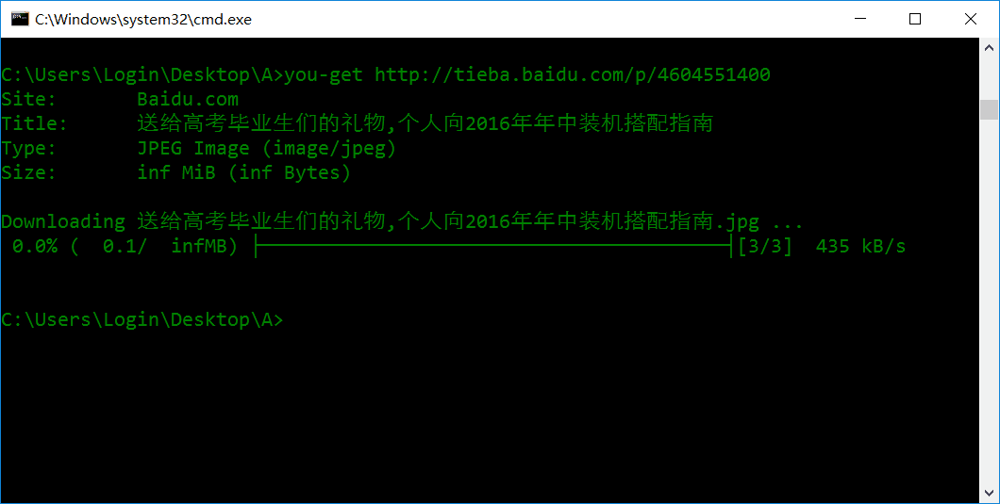 C:\Windows\system32\cmd.exe
C:\Users\Login\Desktop\A>you-get http://tieba.baidu.com/p/4604551400
Site:       Baidu.com
Title:      送给高考毕业生们的礼物,个人向2016年年中装机搭配指南
Type:       JPEG Image (image/jpeg)
Size:       inf MiB (inf Bytes)
Downloading 送给高考毕业生们的礼物,个人向2016年年中装机搭配指南.jpg ...
 0.0% (  0.1/  infMB) ├──────────────────────────────────────────┤[3/3]  435 kB/s
C:\Users\Login\Desktop\A>